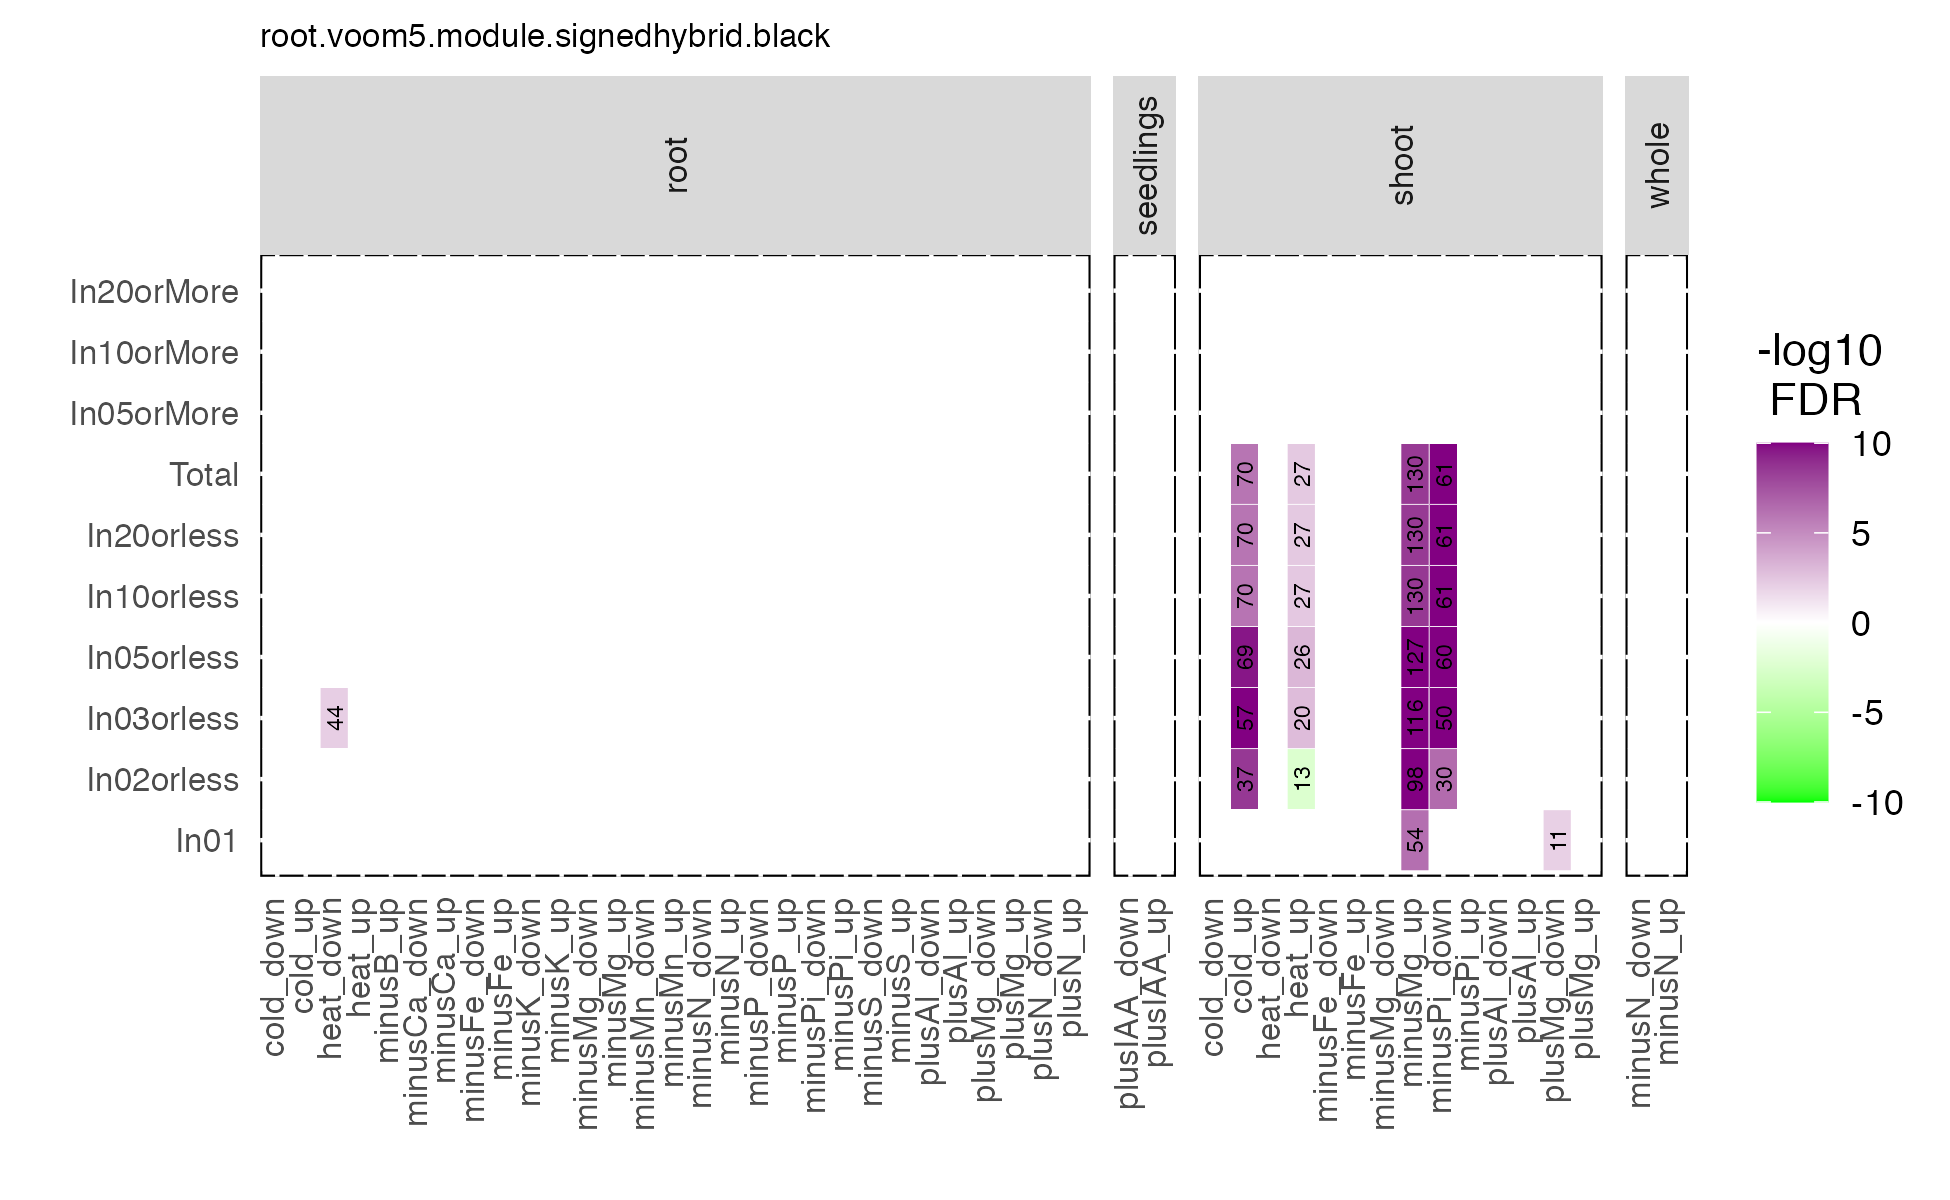 root.voom5.module.signedhybrid.black
root
seedlings
shoot
whole
In20orMore
In10orMore
In05orMore
Total
70
27
130
61
In20orless
70
27
130
61
In10orless
70
27
130
61
In05orless
69
26
127
60
In03orless
44
57
20
116
50
In02orless
37
13
98
30
In01
54
11
cold_down
cold_up
heat_down
heat_up
minusB_up
minusCa_down
minusCa_up
minusFe_down
minusFe_up
minusK_down
minusK_up
minusMg_down
minusMg_up
minusMn_down
minusMn_up
minusN_down
minusN_up
minusP_down
minusP_up
minusPi_down
minusPi_up
minusS_down
minusS_up
plusAl_down
plusAl_up
plusMg_down
plusMg_up
plusN_down
plusN_up
plusIAA_down
plusIAA_up
cold_down
cold_up
heat_down
heat_up
minusFe_down
minusFe_up
minusMg_down
minusMg_up
minusPi_down
minusPi_up
plusAl_down
plusAl_up
plusMg_down
plusMg_up
minusN_down
minusN_up
-log10
FDR
10
5
0
-5
-10